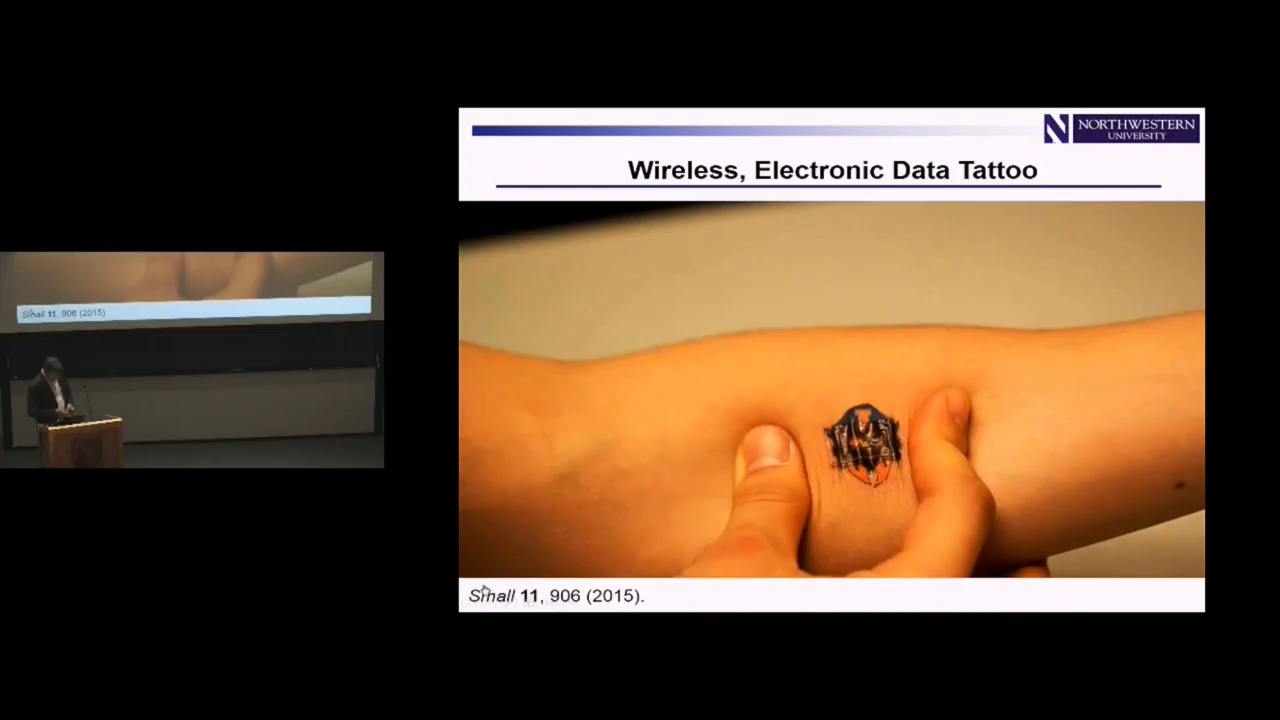 NORTHWESTERN
UNIVERSITY
Wireless, Electronic Data Tattoo
Small 11, 906 (2015).
Small 11, 906 (2015).